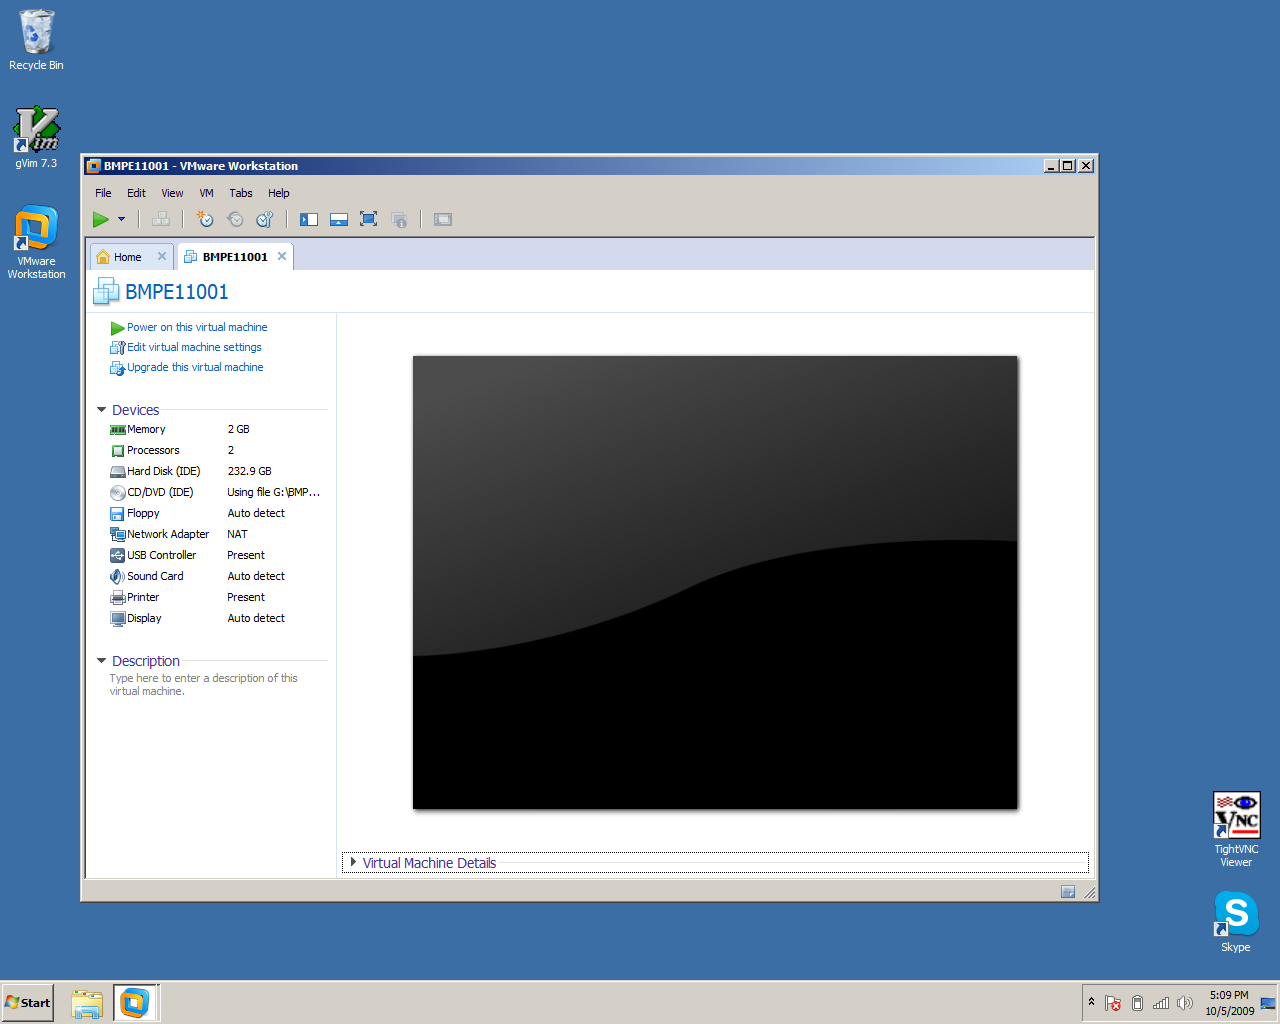 Recycle Bin
gVim 7.3
VMware
Workstation
BMPE11001 - VMware Workstation
File Edit View VM Tabs Help
Home BMPE11001
BMPE11001
Power on this virtual machine
Edit virtual machine settings
Upgrade this virtual machine
Devices
Memory 2 GB
Processors 2
Hard Disk (IDE) 232.9 GB
CD/DVD (IDE) Using file G:\BMP...
Floppy Auto detect
Network Adapter NAT
USB Controller Present
Sound Card Auto detect
Printer Present
Display Auto detect
Description
Type here to enter a description of this
virtual machine.
Virtual Machine Details
VNC
TightVNC
Viewer
Skype
Start
5:09 PM
10/5/2009